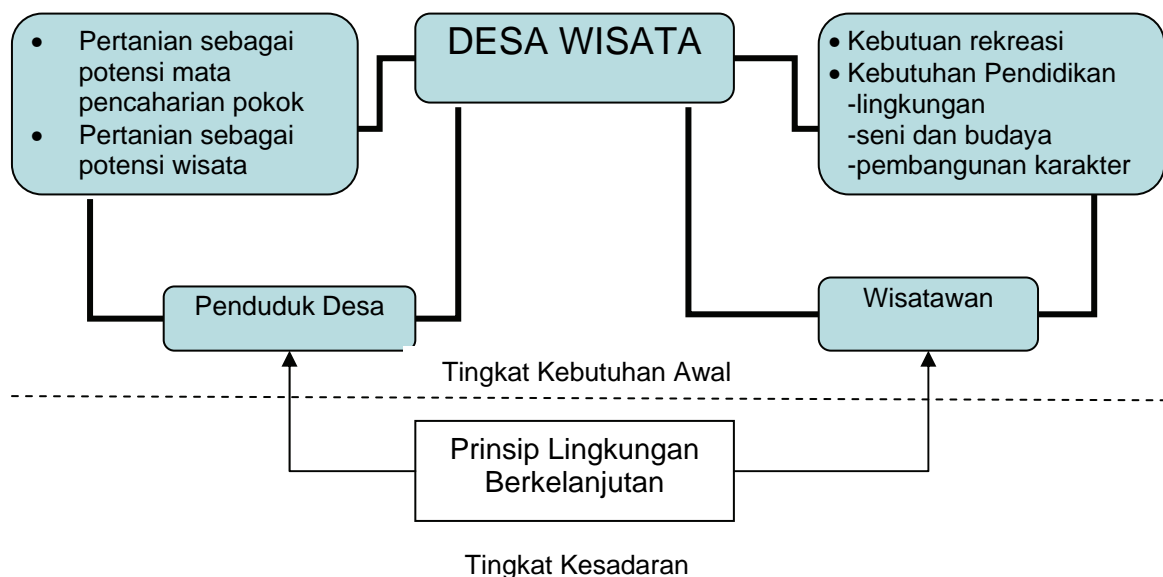 • Pertanian sebagai
potensi mata
pencaharian pokok
• Pertanian sebagai
potensi wisata
DESA WISATA
• Kebutuan rekreasi
• Kebutuhan Pendidikan
-lingkungan
-seni dan budaya
-pembangunan karakter
Penduduk Desa
Wisatawan
Tingkat Kebutuhan Awal
Prinsip Lingkungan
Berkelanjutan
Tingkat Kesadaran